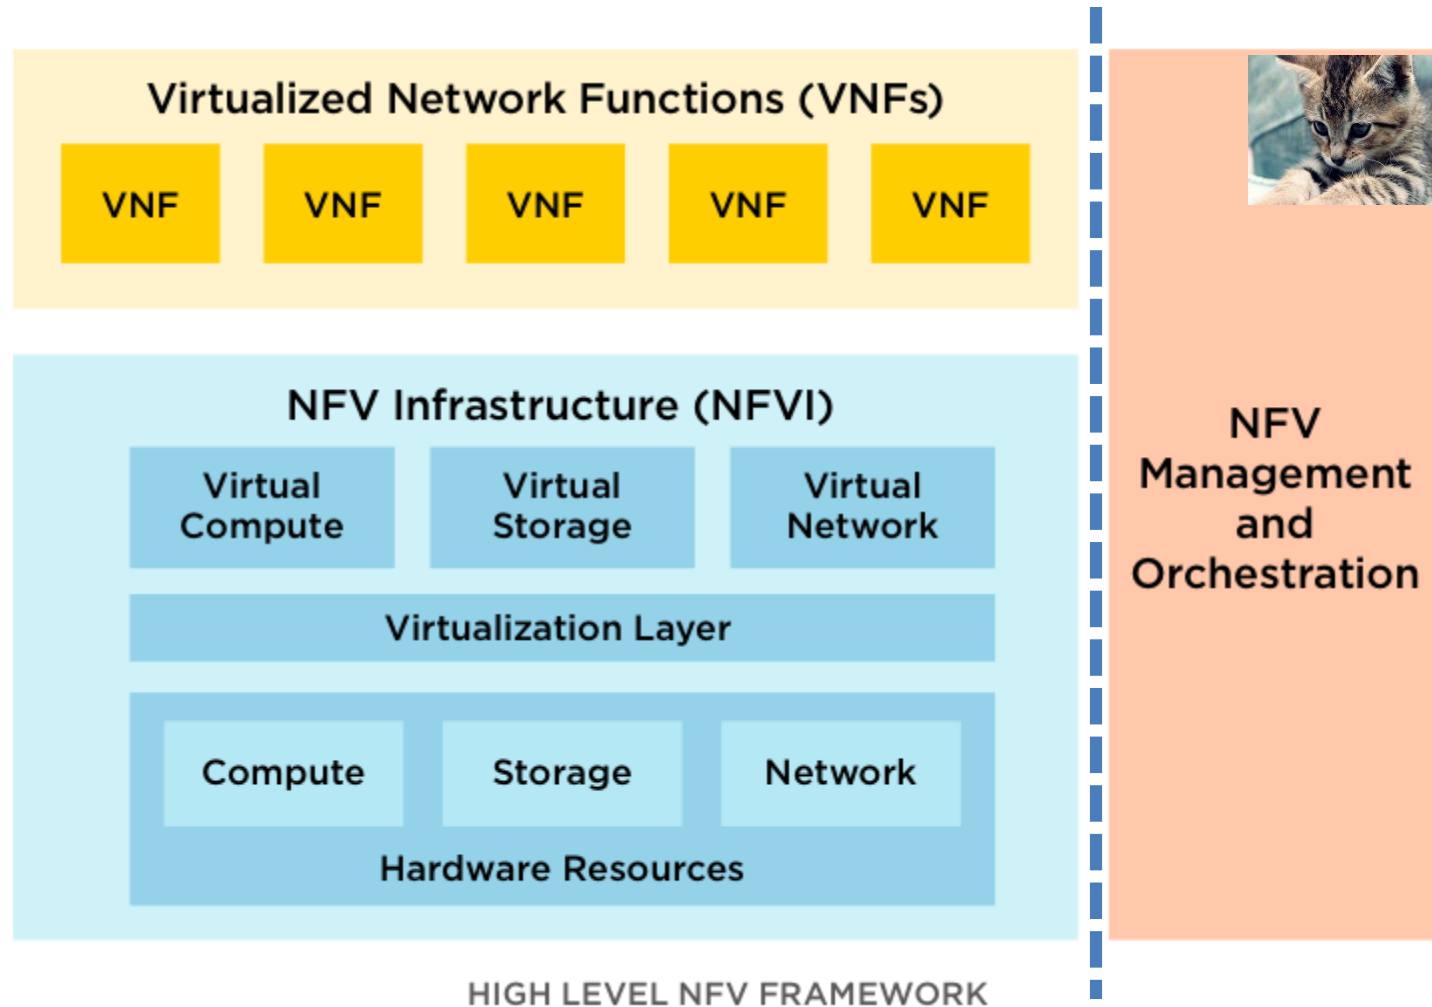 Virtualized Network Functions (VNFs)
VNF VNF VNF VNF VNF
NFV Infrastructure (NFVI)
Virtual
Compute
Virtual
Storage
Virtual
Network
Virtualization Layer
Compute Storage Network
Hardware Resources
NFV
Management
and
Orchestration
HIGH LEVEL NFV FRAMEWORK